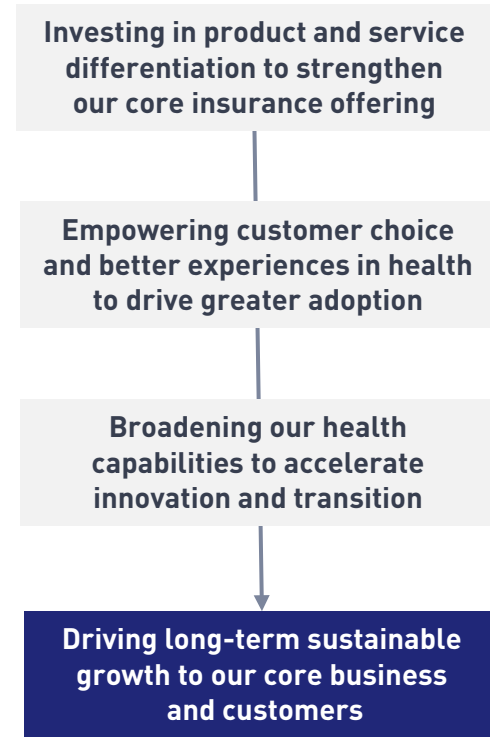 Investing in product and service
differentiation to strengthen
our core insurance offering
Empowering customer choice
and better experiences in health
to drive greater adoption
Broadening our health
capabilities to accelerate
innovation and transition
Driving long-term sustainable
growth to our core business
and customers